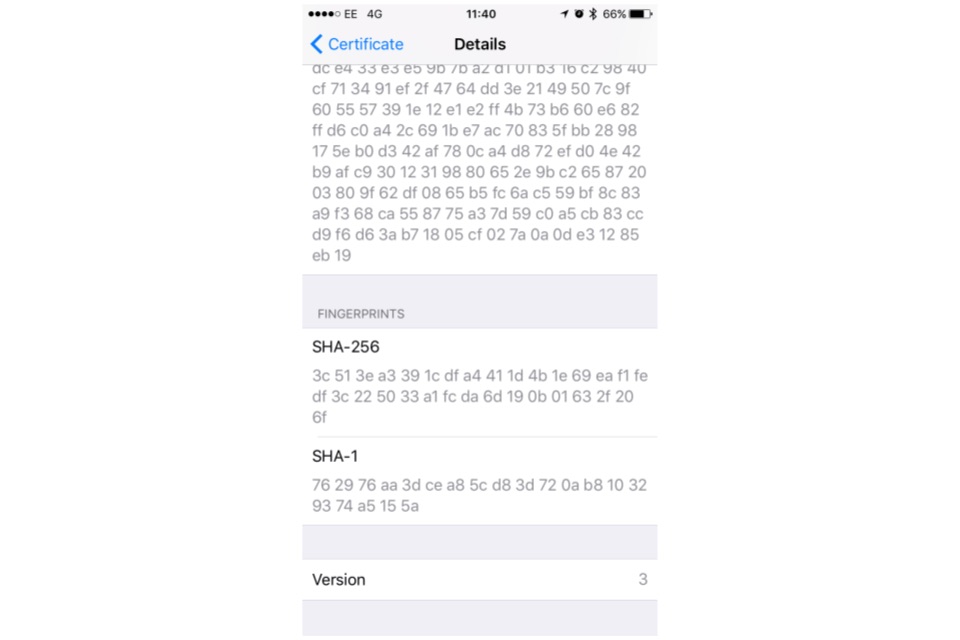 EE 4G 11:40 66%
Certificate Details
dc e4 33 e3 e5 9b 7b a2 d1 01 b3 16 c2 98 40
cf 71 34 91 ef 2f 47 64 dd 3e 21 49 50 7c 9f
60 55 57 39 1e 12 e1 e2 ff 4b 73 b6 60 e6 82
ff d6 c0 a4 2c 69 1b e7 ac 70 83 5f bb 28 98
17 5e b0 d3 42 af 78 0c a4 d8 72 ef d0 4e 42
b9 af c9 30 12 31 98 80 65 2e 9b c2 65 87 20
03 80 9f 62 df 08 65 b5 fc 6a c5 59 bf 8c 83
a9 f3 68 ca 55 87 75 a3 7d 59 c0 a5 cb 83 cc
d9 f6 d6 3a b7 18 05 cf 02 7a 0a 0d e3 12 85
eb 19
FINGERPRINTS
SHA-256
3c 51 3e a3 39 1c df a4 41 1d 4b 1e 69 ea f1 fe
df 3c 22 50 33 a1 fc da 6d 19 0b 01 63 2f 20
6f
SHA-1
76 29 76 aa 3d ce a8 5c d8 3d 72 0a b8 10 32
93 74 a5 15 5a
Version 3